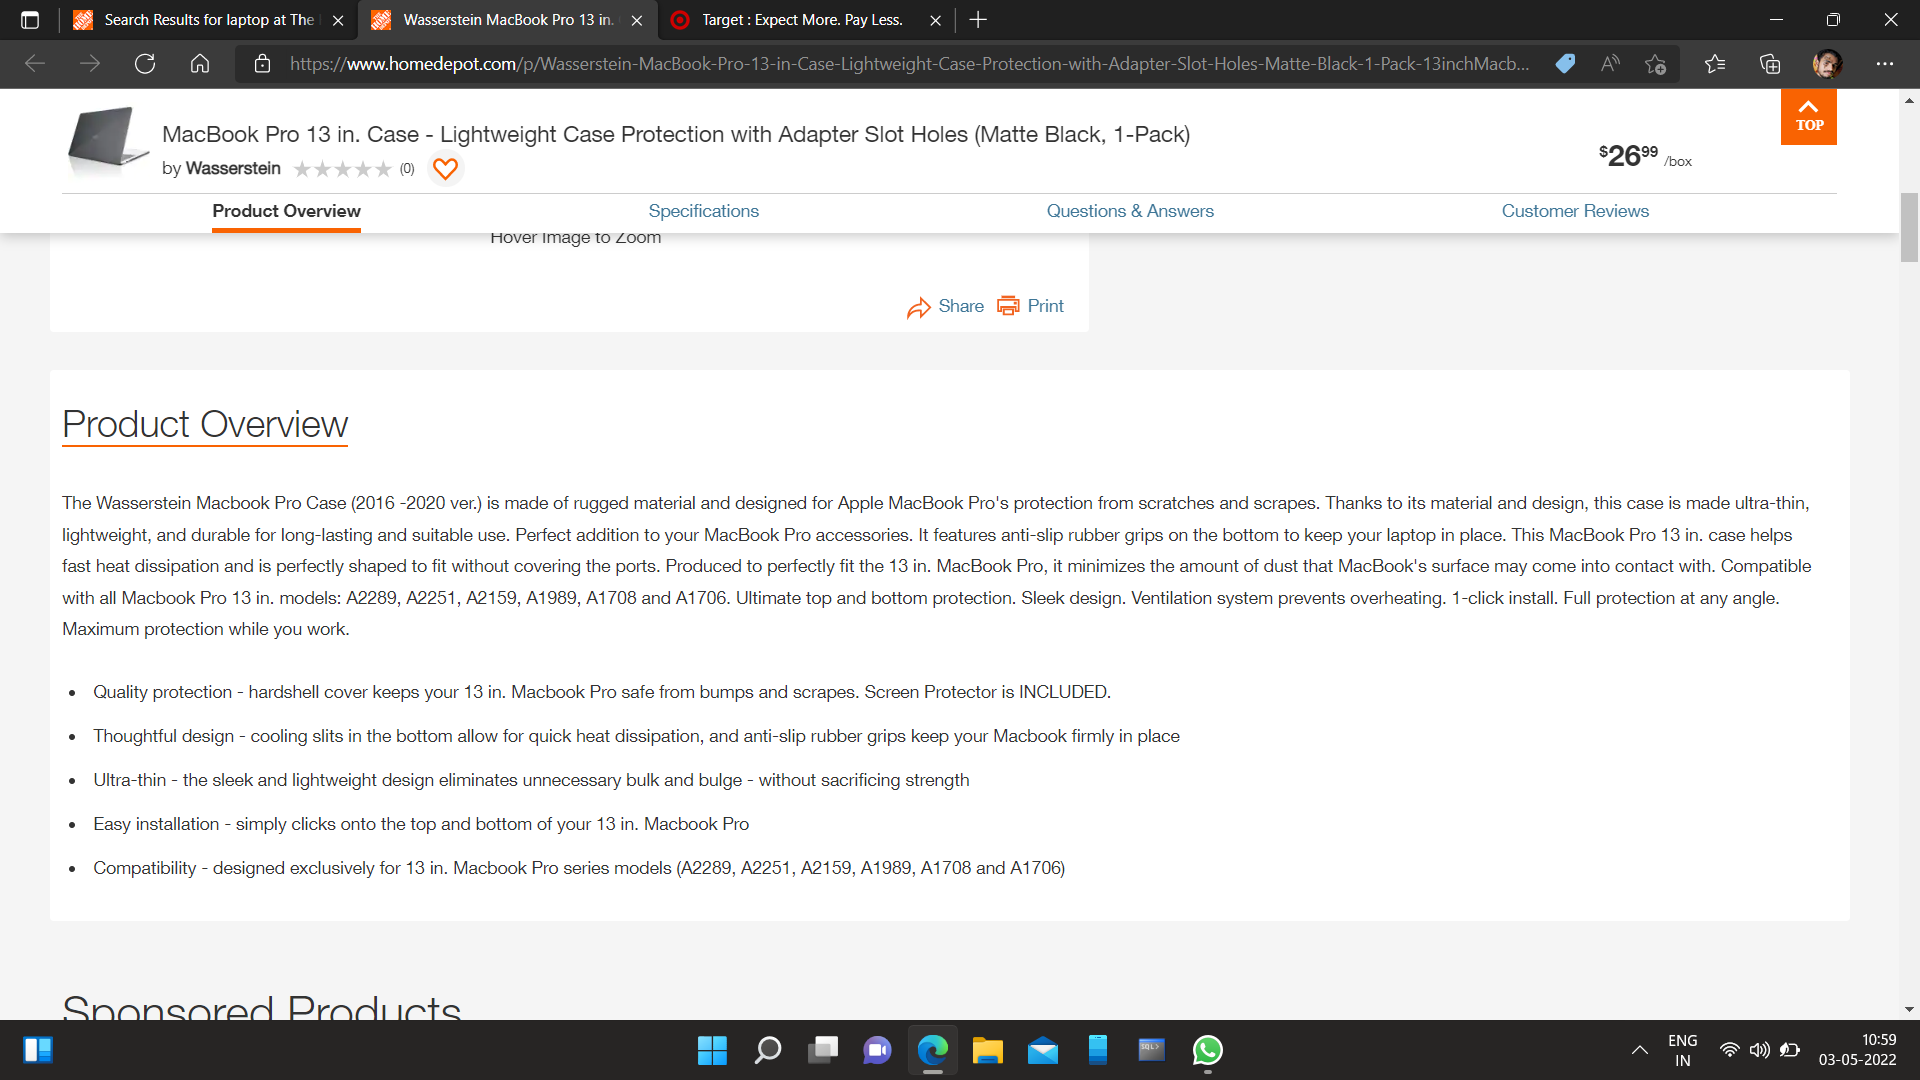 Search Results for laptop at The
Wasserstein MacBook Pro 13 in.
Target : Expect More. Pay Less.
https://www.homedepot.com/p/Wasserstein-MacBook-Pro-13-in-Case-Lightweight-Case-Protection-with-Adapter-Slot-Holes-Matte-Black-1-Pack-13inchMacb...
MacBook Pro 13 in. Case - Lightweight Case Protection with Adapter Slot Holes (Matte Black, 1-Pack)
by Wasserstein (0)
$2699 /box
TOP
Product Overview
Specifications
Questions & Answers
Customer Reviews
Hover Image to Zoom
Share
Print
Product Overview
The Wasserstein Macbook Pro Case (2016 -2020 ver.) is made of rugged material and designed for Apple MacBook Pro's protection from scratches and scrapes. Thanks to its material and design, this case is made ultra-thin,
lightweight, and durable for long-lasting and suitable use. Perfect addition to your MacBook Pro accessories. It features anti-slip rubber grips on the bottom to keep your laptop in place. This MacBook Pro 13 in. case helps
fast heat dissipation and is perfectly shaped to fit without covering the ports. Produced to perfectly fit the 13 in. MacBook Pro, it minimizes the amount of dust that MacBook's surface may come into contact with. Compatible
with all Macbook Pro 13 in. models: A2289, A2251, A2159, A1989, A1708 and A1706. Ultimate top and bottom protection. Sleek design. Ventilation system prevents overheating. 1-click install. Full protection at any angle.
Maximum protection while you work.
• Quality protection - hardshell cover keeps your 13 in. Macbook Pro safe from bumps and scrapes. Screen Protector is INCLUDED.
• Thoughtful design - cooling slits in the bottom allow for quick heat dissipation, and anti-slip rubber grips keep your Macbook firmly in place
• Ultra-thin - the sleek and lightweight design eliminates unnecessary bulk and bulge - without sacrificing strength
• Easy installation - simply clicks onto the top and bottom of your 13 in. Macbook Pro
• Compatibility - designed exclusively for 13 in. Macbook Pro series models (A2289, A2251, A2159, A1989, A1708 and A1706)
Sponsored Products
SQL>
ENG
IN
10:59
03-05-2022